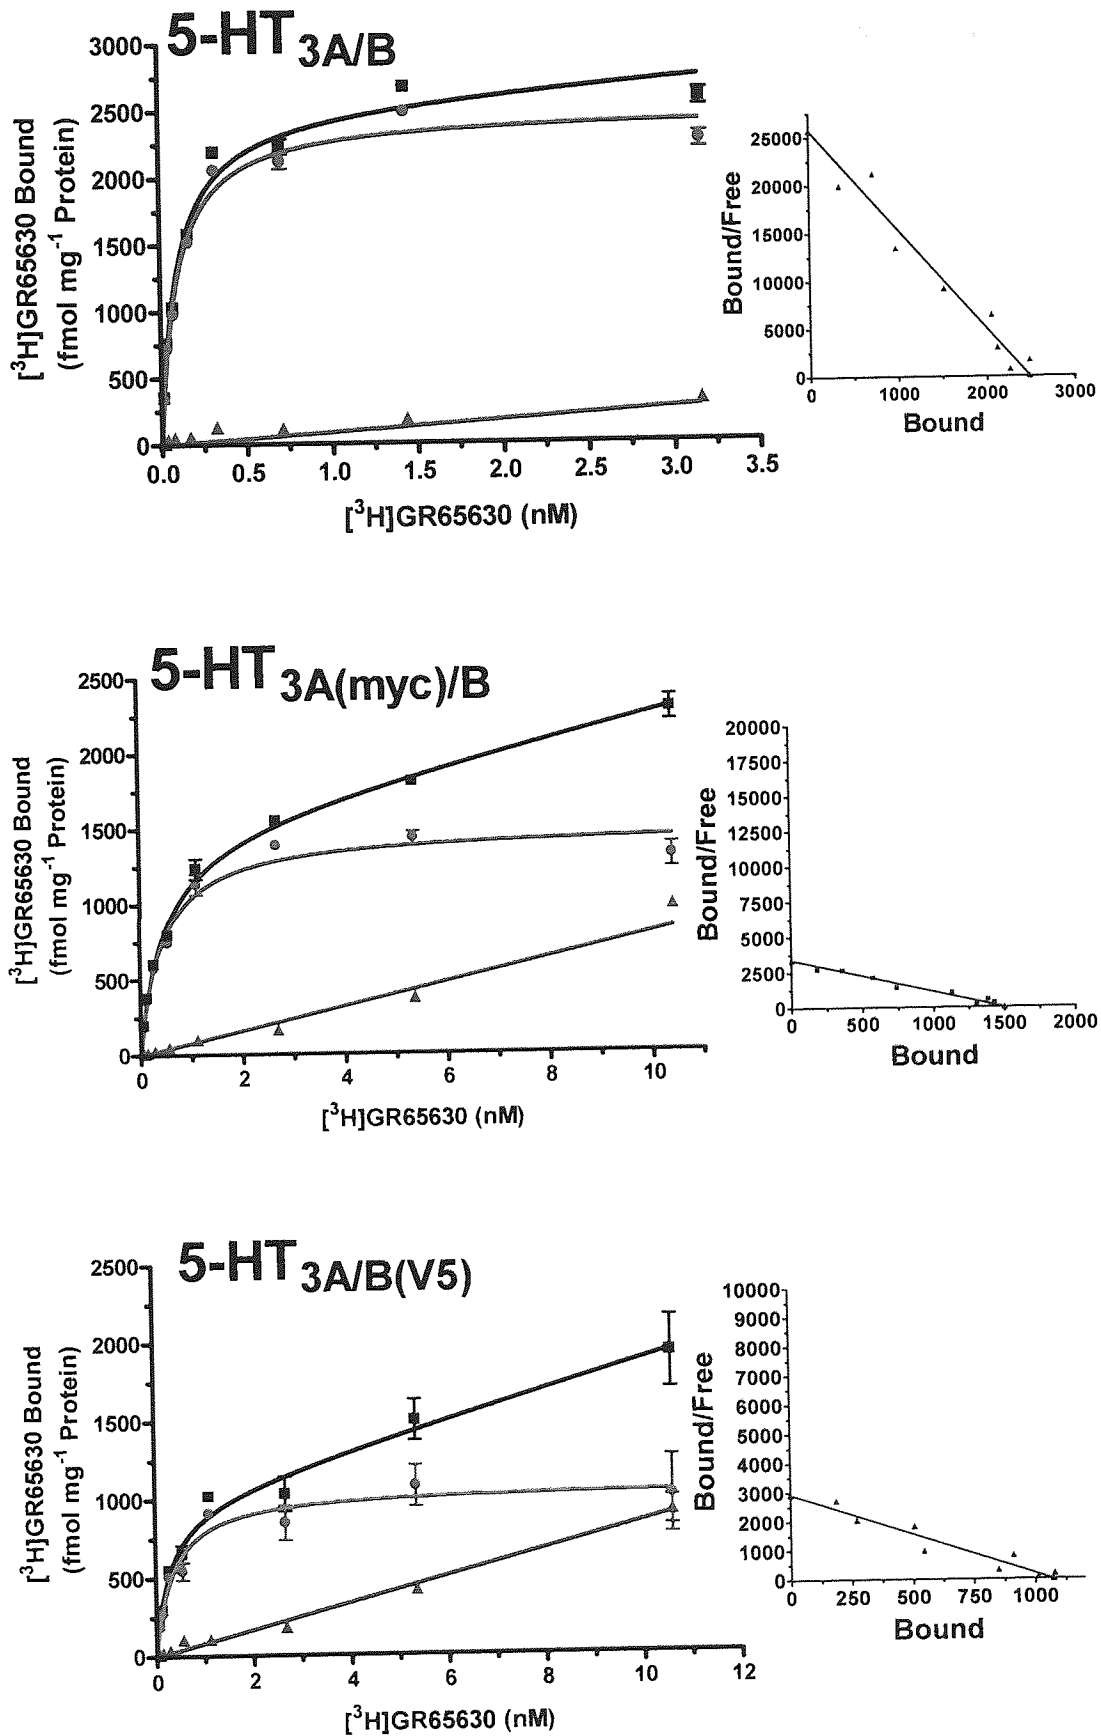 5-HT3A/B
[3H]GR65630 Bound
(fmol mg-1 Protein)
3000
2500
2000
1500
1000
500
0
0.0 0.5 1.0 1.5 2.0 2.5 3.0 3.5
[3H]GR65630 (nM)
Bound/Free
25000
20000
15000
10000
5000
0
0 1000 2000 3000
Bound
5-HT3A(myc)/B
[3H]GR65630 Bound
(fmol mg-1 Protein)
2500
2000
1500
1000
500
0
0 2 4 6 8 10
[3H]GR65630 (nM)
Bound/Free
20000
17500
15000
12500
10000
7500
5000
2500
0
0 500 1000 1500 2000
Bound
5-HT3A/B(V5)
[3H]GR65630 Bound
(fmol mg-1 Protein)
2500
2000
1500
1000
500
0
0 2 4 6 8 10 12
[3H]GR65630 (nM)
Bound/Free
10000
9000
8000
7000
6000
5000
4000
3000
2000
1000
0
0 250 500 750 1000
Bound